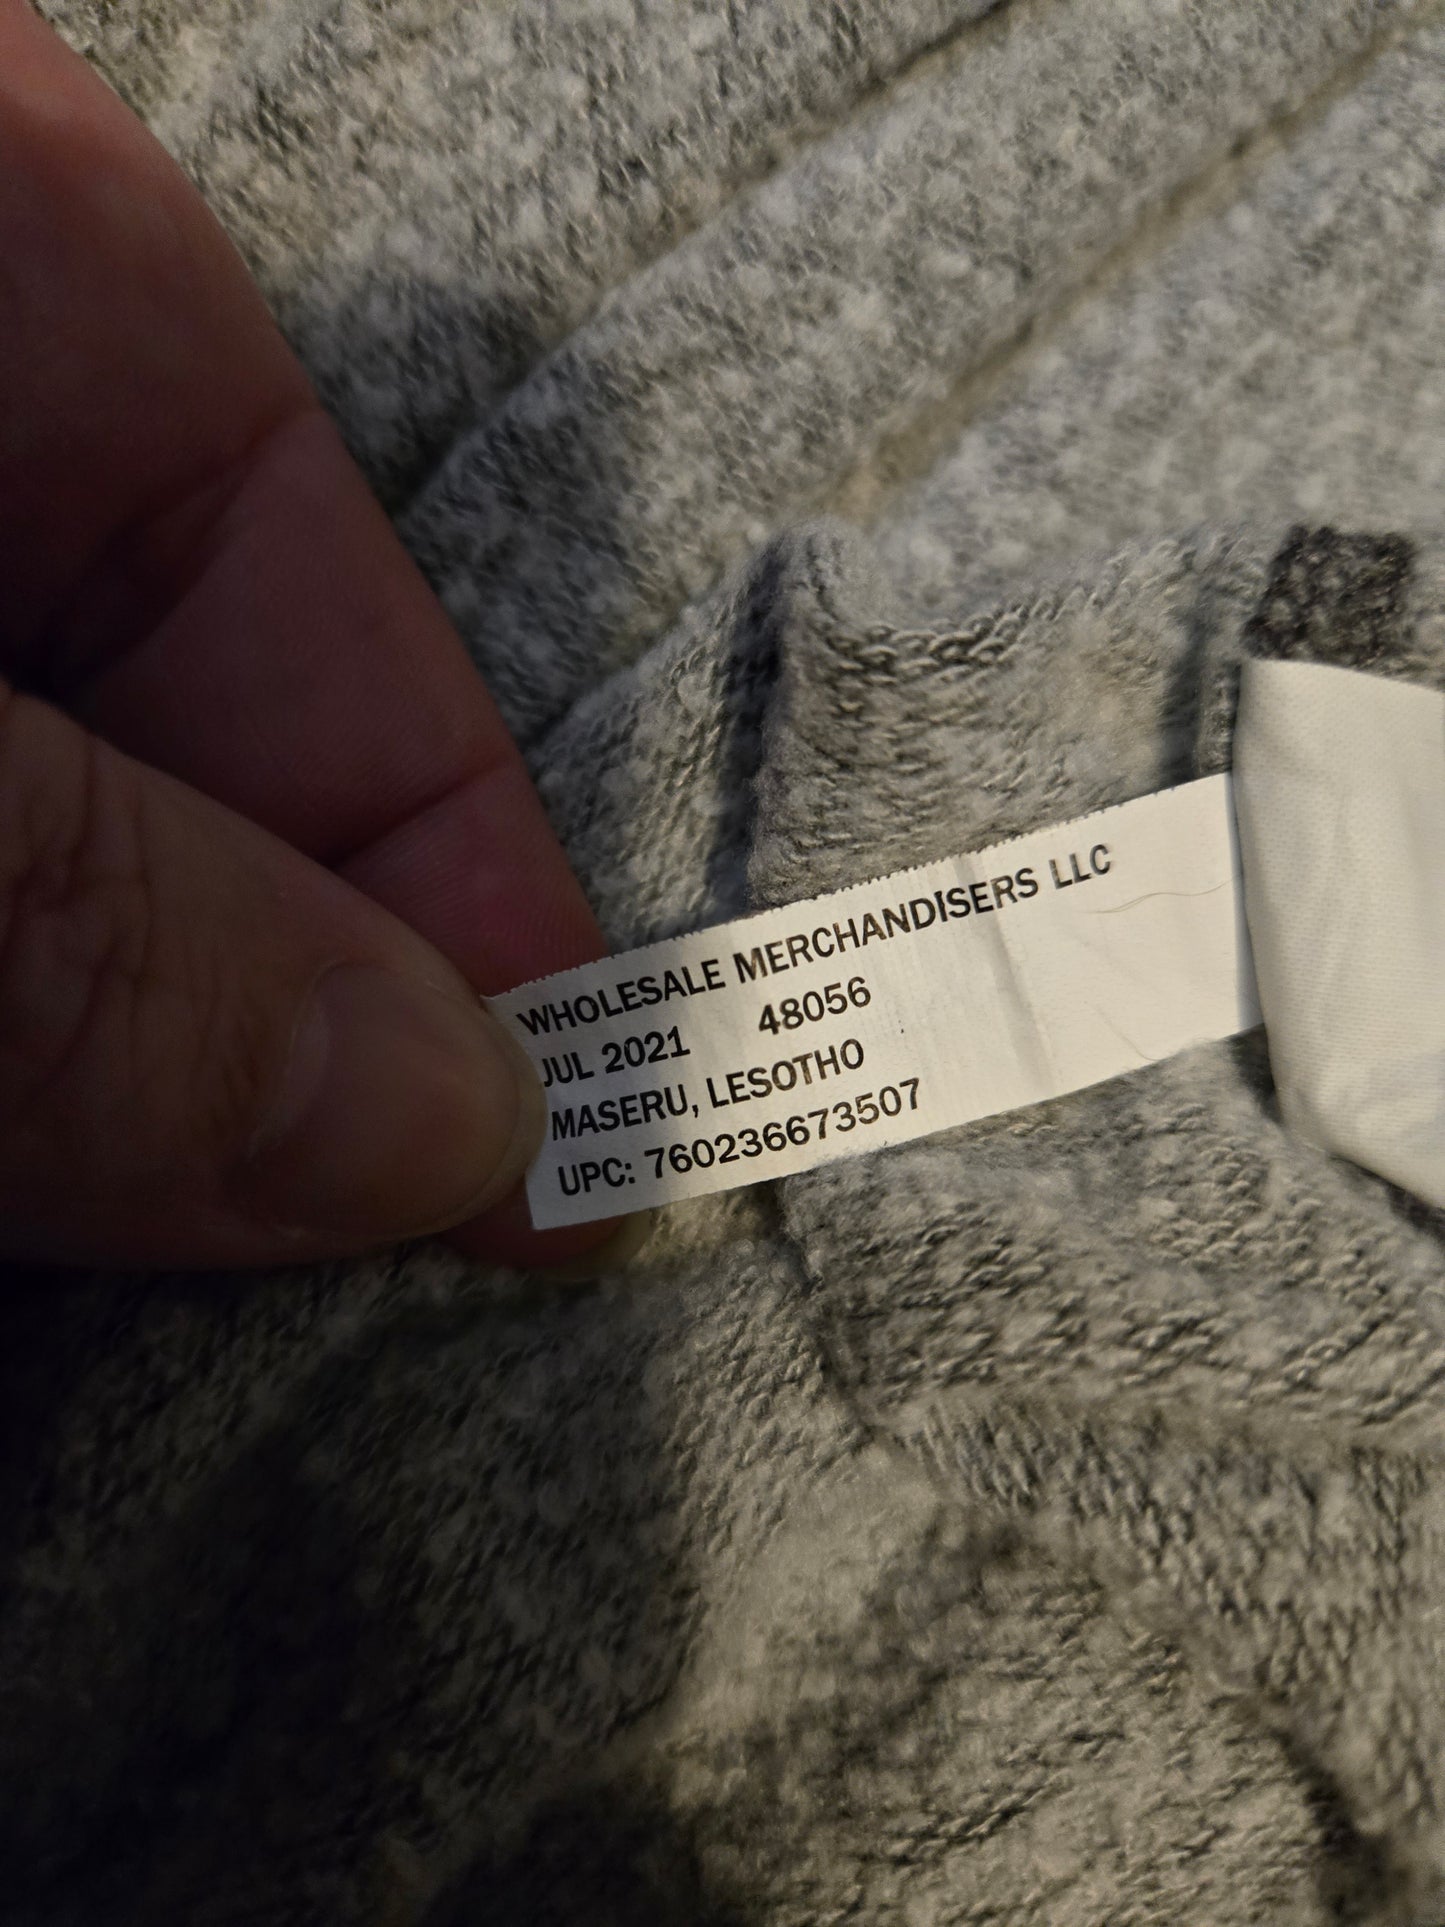 WHOLESALE MERCHANDISERS LLC
JUL 2021 48056
MASERU, LESOTHO
UPC: 760236673507